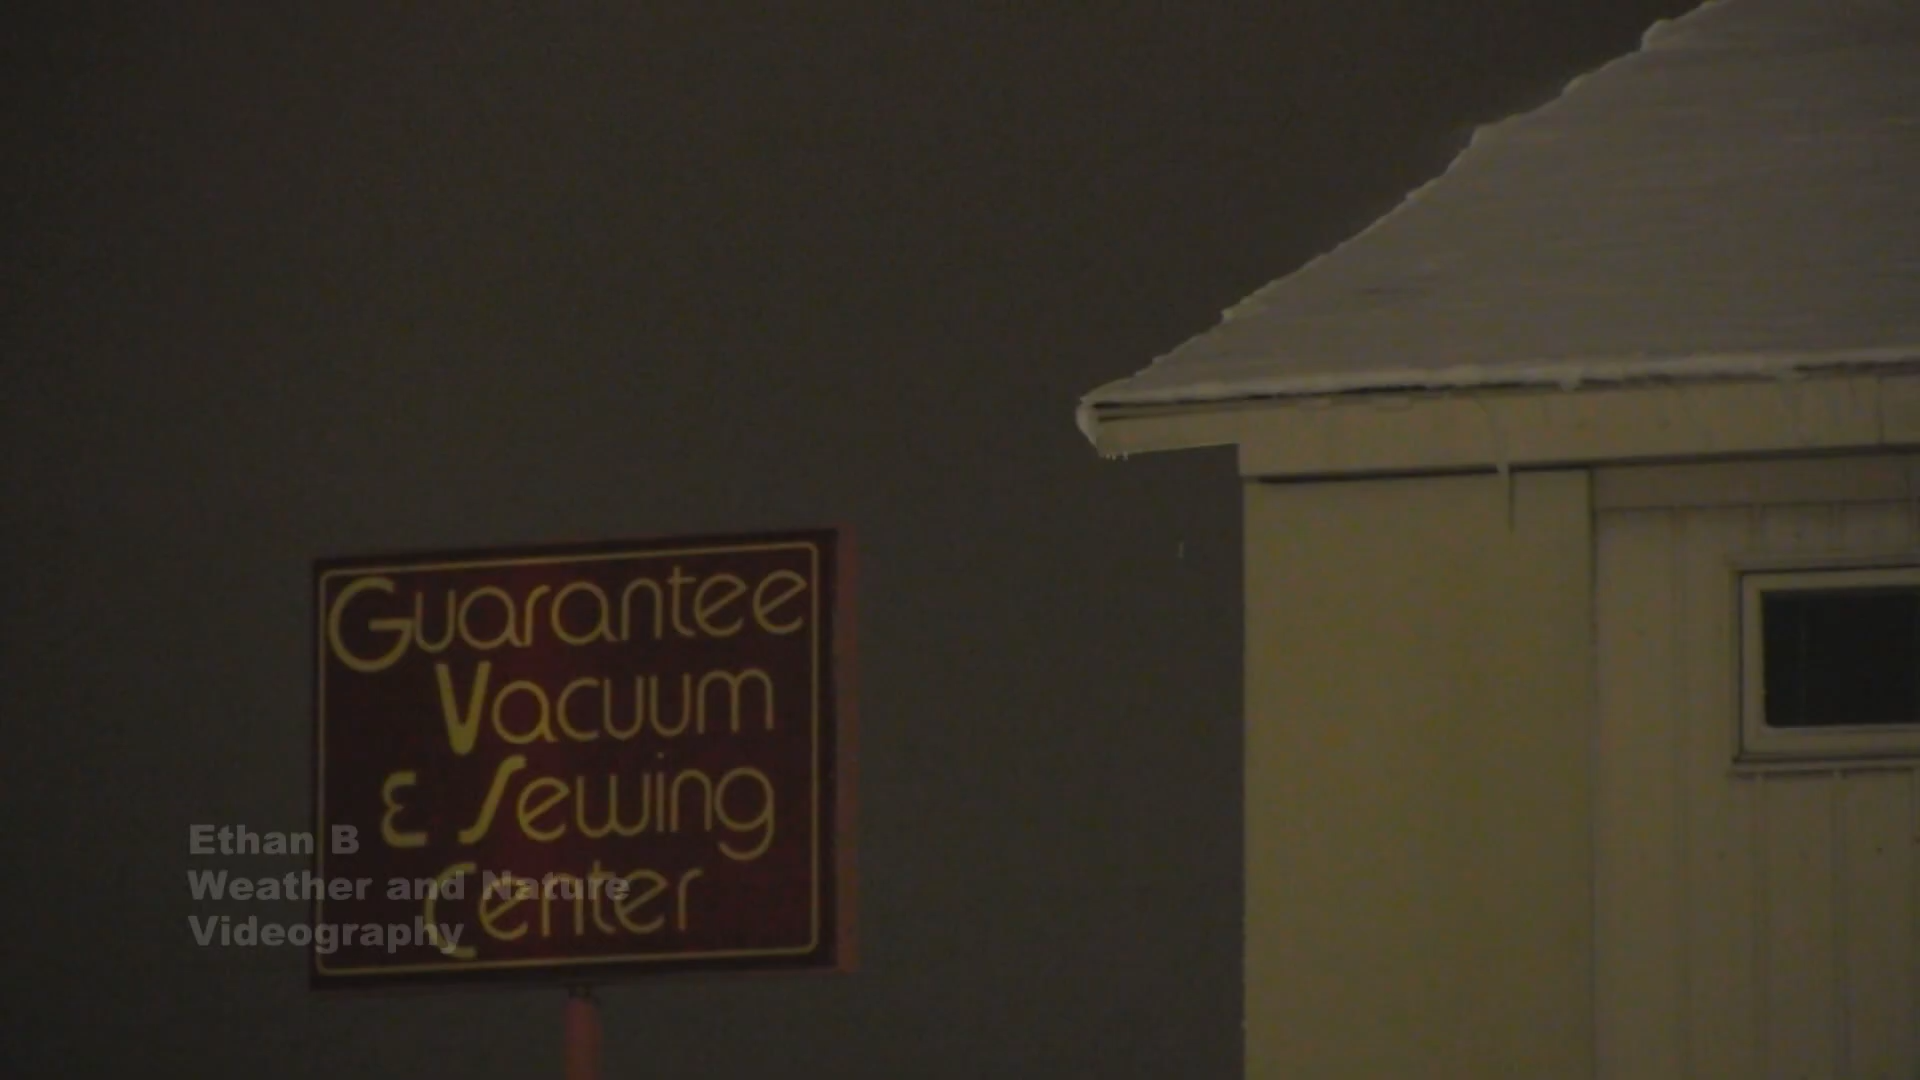 Guarantee
Vacuum
& Sewing
Center
Ethan B
Weather and Nature
Videography